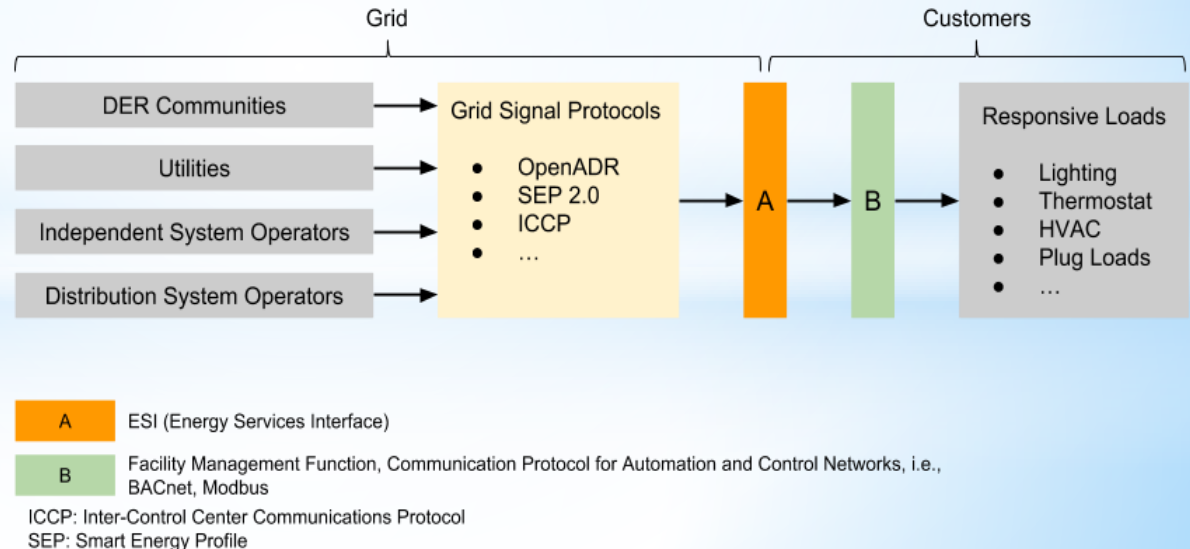 Grid
Customers
DER Communities
Utilities
Independent System Operators
Distribution System Operators
Grid Signal Protocols
● OpenADR
● SEP 2.0
● ICCP
● …
A
B
Responsive Loads
● Lighting
● Thermostat
● HVAC
● Plug Loads
● …
A ESI (Energy Services Interface)
B Facility Management Function, Communication Protocol for Automation and Control Networks, i.e.,
BACnet, Modbus
ICCP: Inter-Control Center Communications Protocol
SEP: Smart Energy Profile